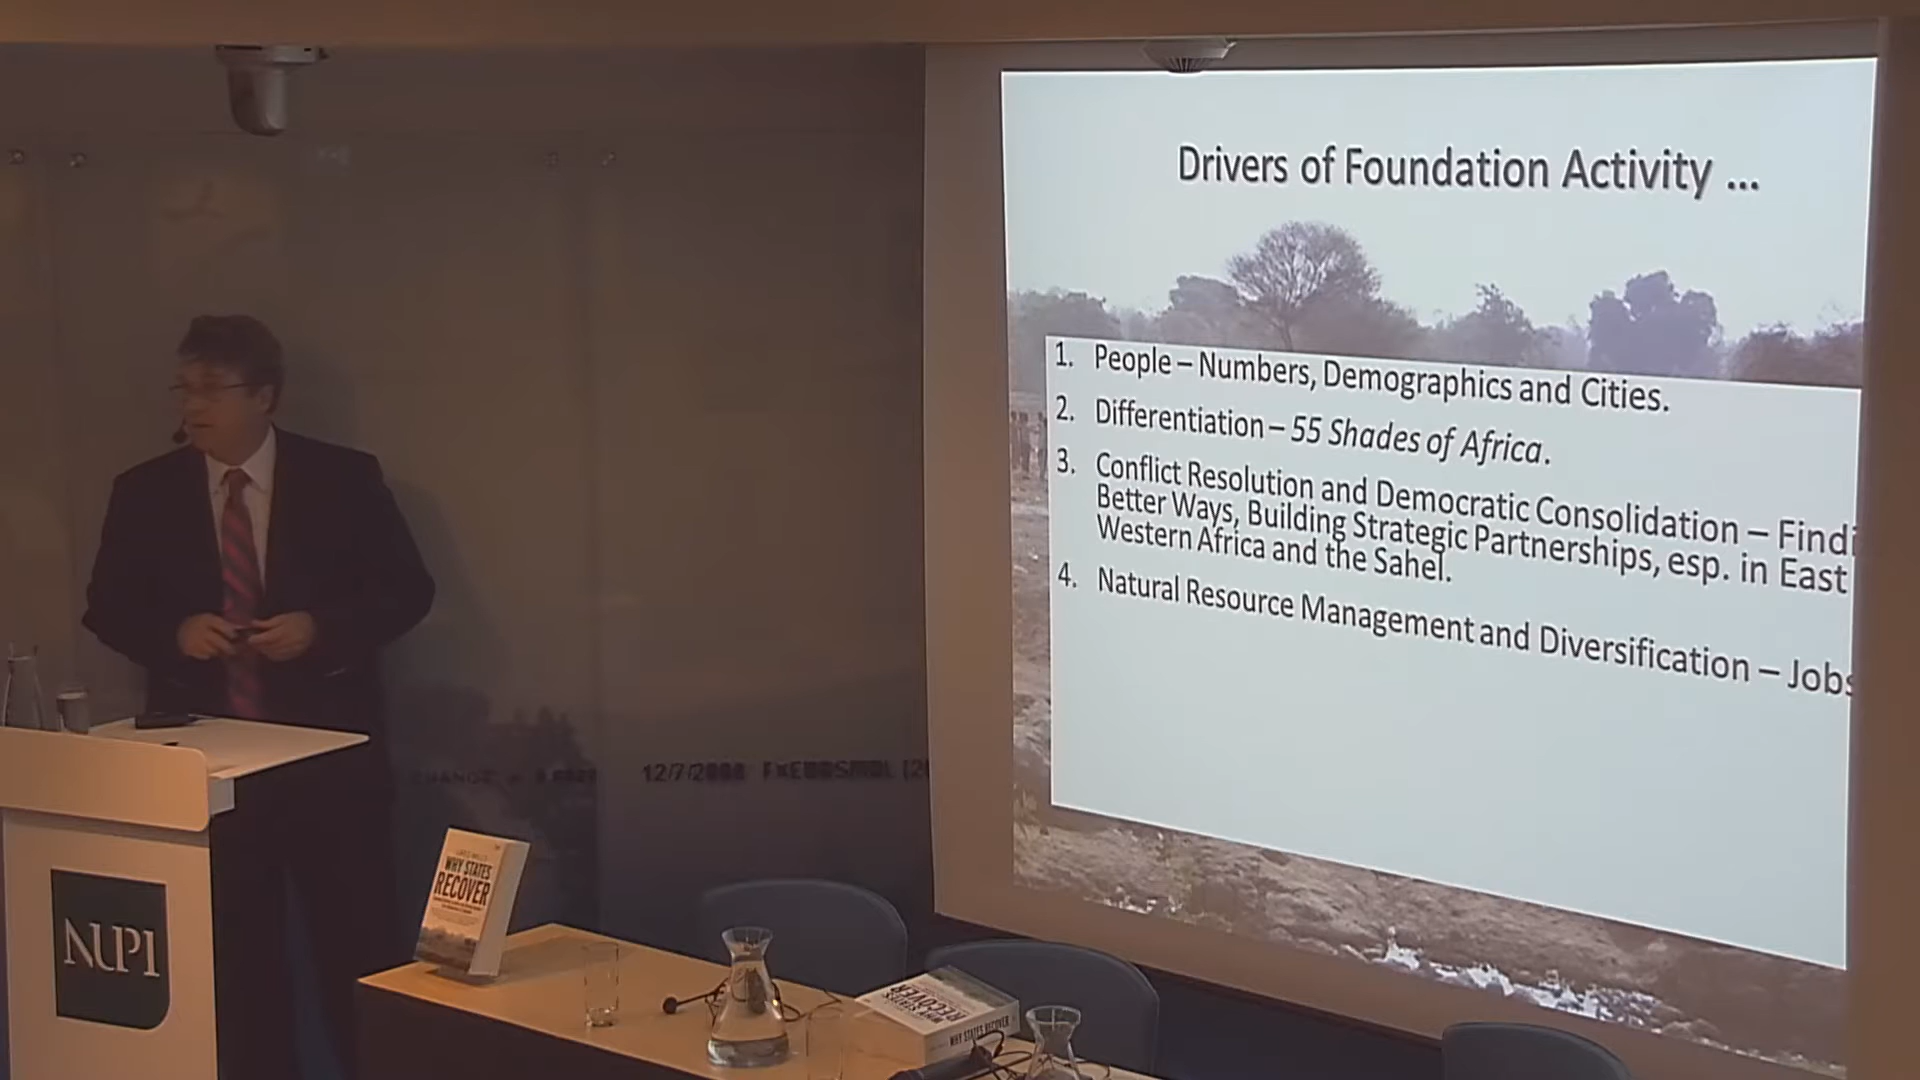 Drivers of Foundation Activity ...
1. People – Numbers, Demographics and Cities.
2. Differentiation – 55 Shades of Africa.
3. Conflict Resolution and Democratic Consolidation – Findi
Better Ways, Building Strategic Partnerships, esp. in East
Western Africa and the Sahel.
4. Natural Resource Management and Diversification – Jobs
12/7/2008
WHY STATES
RECOVER
NUPI
RECOVER
WHY STATES RECOVER